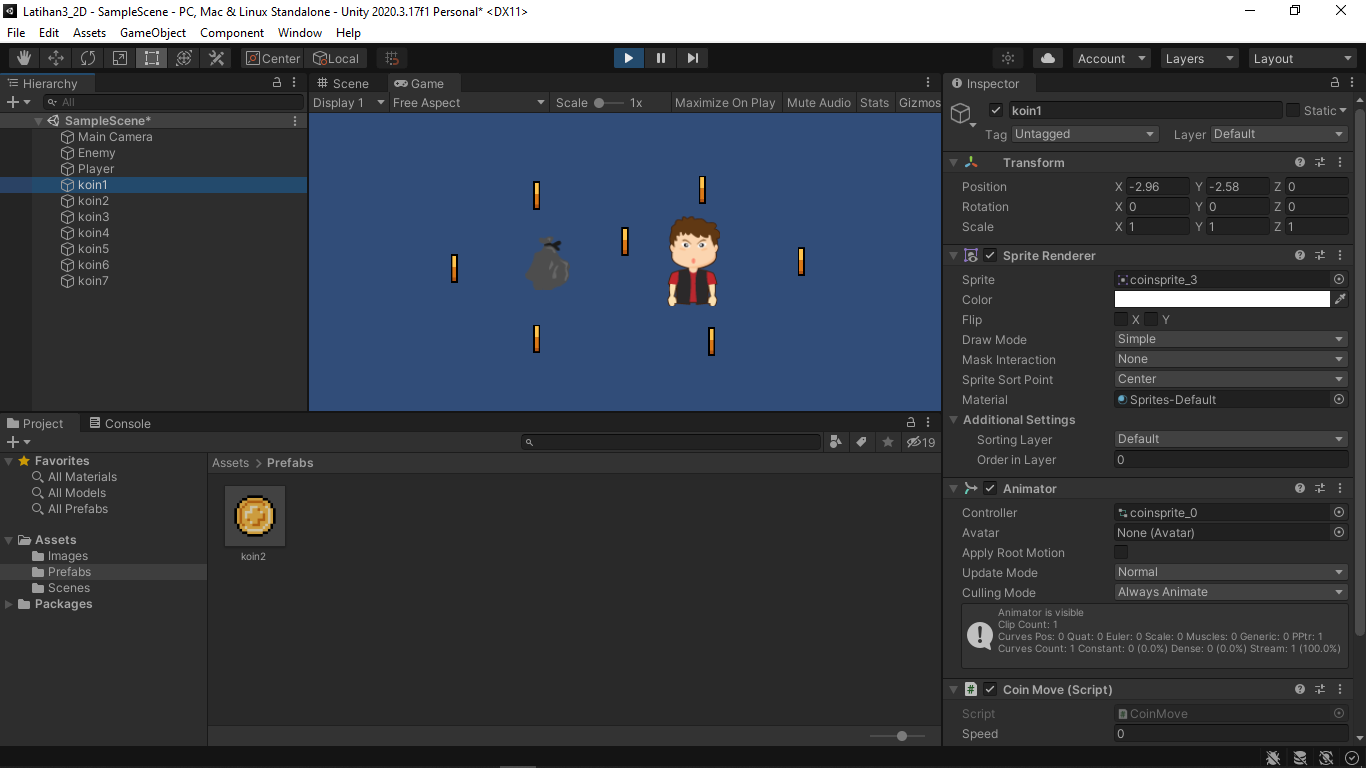 Latihan3_2D - SampleScene - PC, Mac & Linux Standalone - Unity 2020.3.17f1 Personal* <DX11>
File Edit Assets GameObject Component Window Help
Center Local Account Layers Layout
Hierarchy
All
SampleScene*
Main Camera
Enemy
Player
koin1
koin2
koin3
koin4
koin5
koin6
koin7
Scene Game
Display 1 Free Aspect Scale 1x Maximize On Play Mute Audio Stats Gizmos
Project Console
19
Favorites
All Materials
All Models
All Prefabs
Assets
Images
Prefabs
Scenes
Packages
Assets > Prefabs
koin2
Inspector
koin1 Static
Tag Untagged Layer Default
Transform
Position X -2.96 Y -2.58 Z 0
Rotation X 0 Y 0 Z 0
Scale X 1 Y 1 Z 1
Sprite Renderer
Sprite coinsprite_3
Color
Flip X Y
Draw Mode Simple
Mask Interaction None
Sprite Sort Point Center
Material Sprites-Default
Additional Settings
Sorting Layer Default
Order in Layer 0
Animator
Controller coinsprite_0
Avatar None (Avatar)
Apply Root Motion
Update Mode Normal
Culling Mode Always Animate
Animator is visible
Clip Count: 1
Curves Pos: 0 Quat: 0 Euler: 0 Scale: 0 Muscles: 0 Generic: 0 PPtr: 1
Curves Count: 1 Constant: 0 (0.0%) Dense: 0 (0.0%) Stream: 1 (100.0%)
# Coin Move (Script)
Script # CoinMove
Speed 0